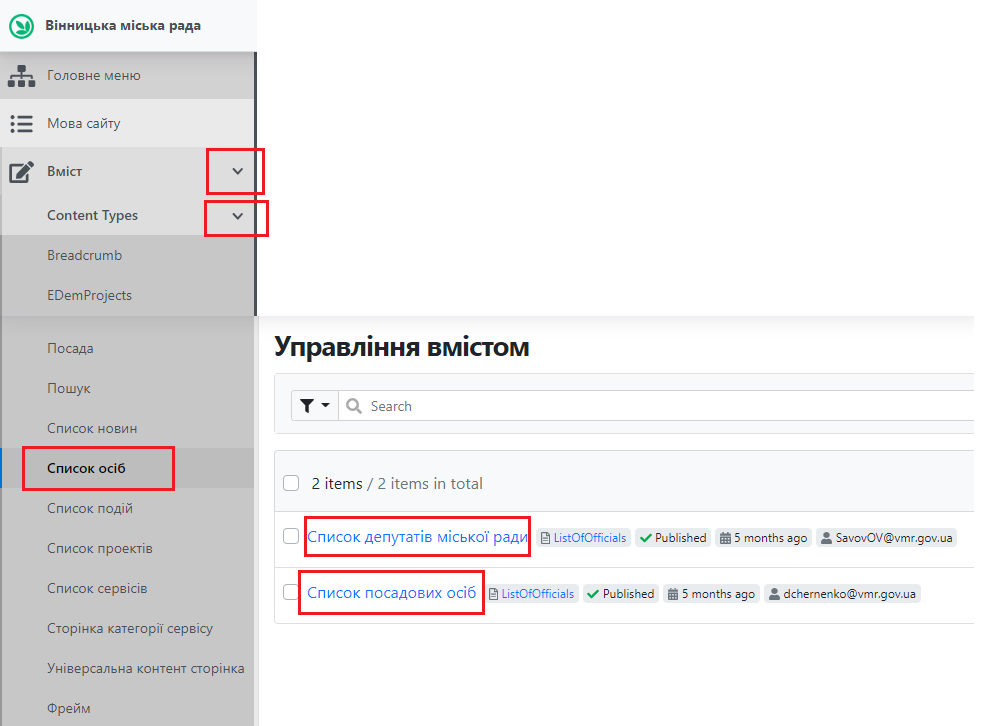 Вінницька міська рада
Головне меню
Мова сайту
Вміст
Content Types
Breadcrumb
EDemProjects
Посада
Пошук
Список новин
Список осіб
Список подій
Список проектів
Список сервісів
Сторінка категорії сервісу
Універсальна контент сторінка
Фрейм
Управління вмістом
Search
2 items / 2 items in total
Список депутатів міської ради ListOfOfficials Published 5 months ago SavovOV@vmr.gov.ua
Список посадових осіб ListOfOfficials Published 5 months ago dchernenko@vmr.gov.ua